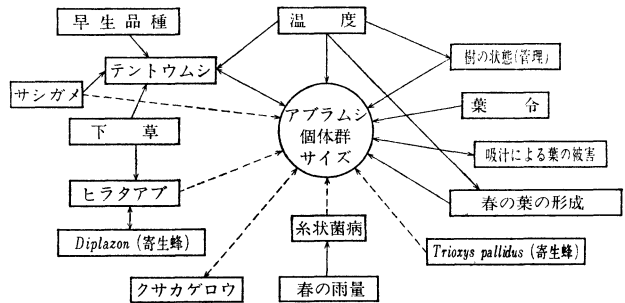 早生品種
温度
テントウムシ
樹の状態(管理)
サシガメ
アブラムシ
個体群
サイズ
葉令
下草
吸汁による葉の被害
ヒラタアブ
春の葉の形成
糸状菌病
Diplazon(寄生蜂)
Trioxys pallidus(寄生蜂)
クサカゲロウ
春の雨量